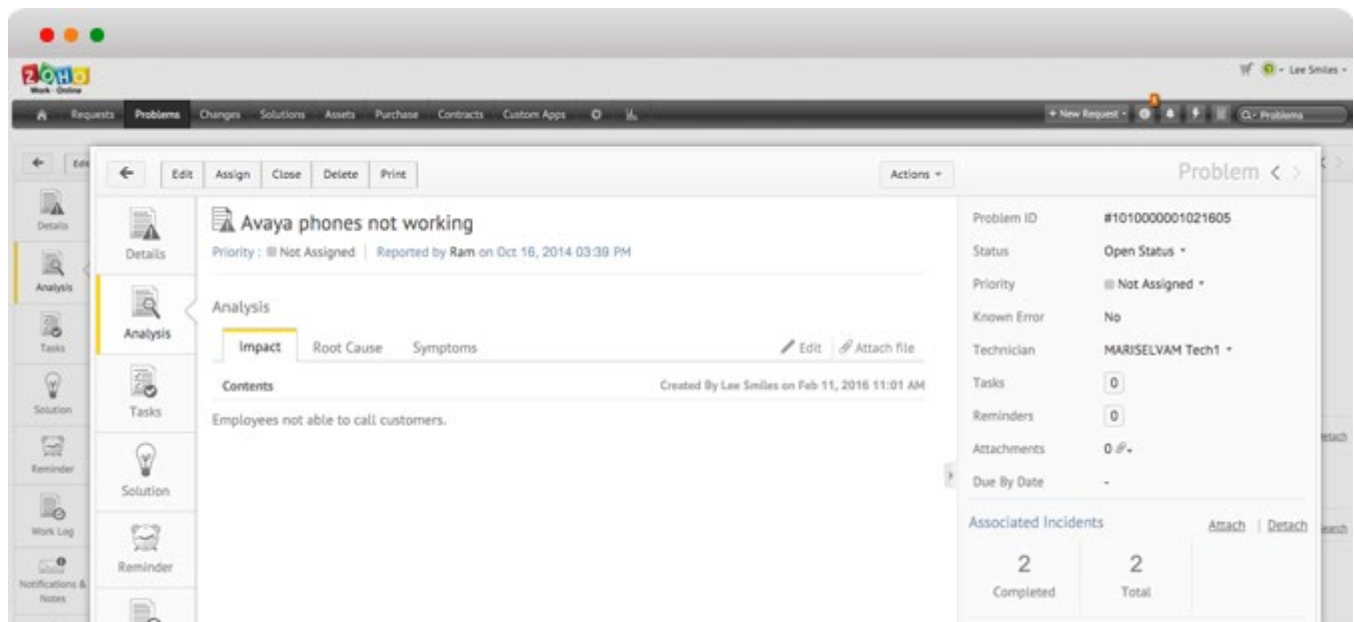 ZOHO
Work · Online
Lee Smiles
Requests Problems Changes Solutions Assets Purchase Contracts Custom Apps
+ New Request
Problems
Edit Assign Close Delete Print
Actions
Problem
Details
Analysis
Tasks
Solution
Reminder
Work Log
Notifications &
Notes
Details
Analysis
Tasks
Solution
Reminder
Avaya phones not working
Priority : Not Assigned Reported by Ram on Oct 16, 2014 03:39 PM
Analysis
Impact Root Cause Symptoms Edit Attach file
Contents Created By Lee Smiles on Feb 11, 2016 11:01 AM
Employees not able to call customers.
Problem ID #1010000001021605
Status Open Status
Priority Not Assigned
Known Error No
Technician MARISELVAM Tech1
Tasks 0
Reminders 0
Attachments 0
Due By Date -
Associated Incidents Attach | Detach
2 2
Completed Total